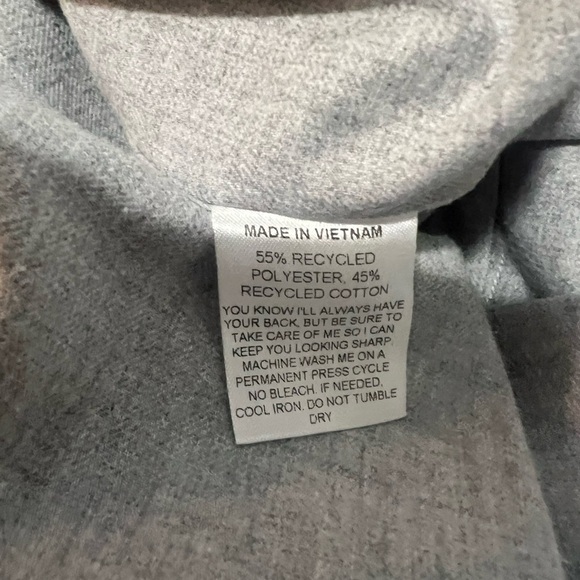 MADE IN VIETNAM
55% RECYCLED
POLYESTER, 45%
RECYCLED COTTON
YOU KNOW I'LL ALWAYS HAVE
YOUR BACK, BUT BE SURE TO
TAKE CARE OF ME SO I CAN
KEEP YOU LOOKING SHARP.
MACHINE WASH ME ON A
PERMANENT PRESS CYCLE
NO BLEACH. IF NEEDED,
COOL IRON. DO NOT TUMBLE
DRY